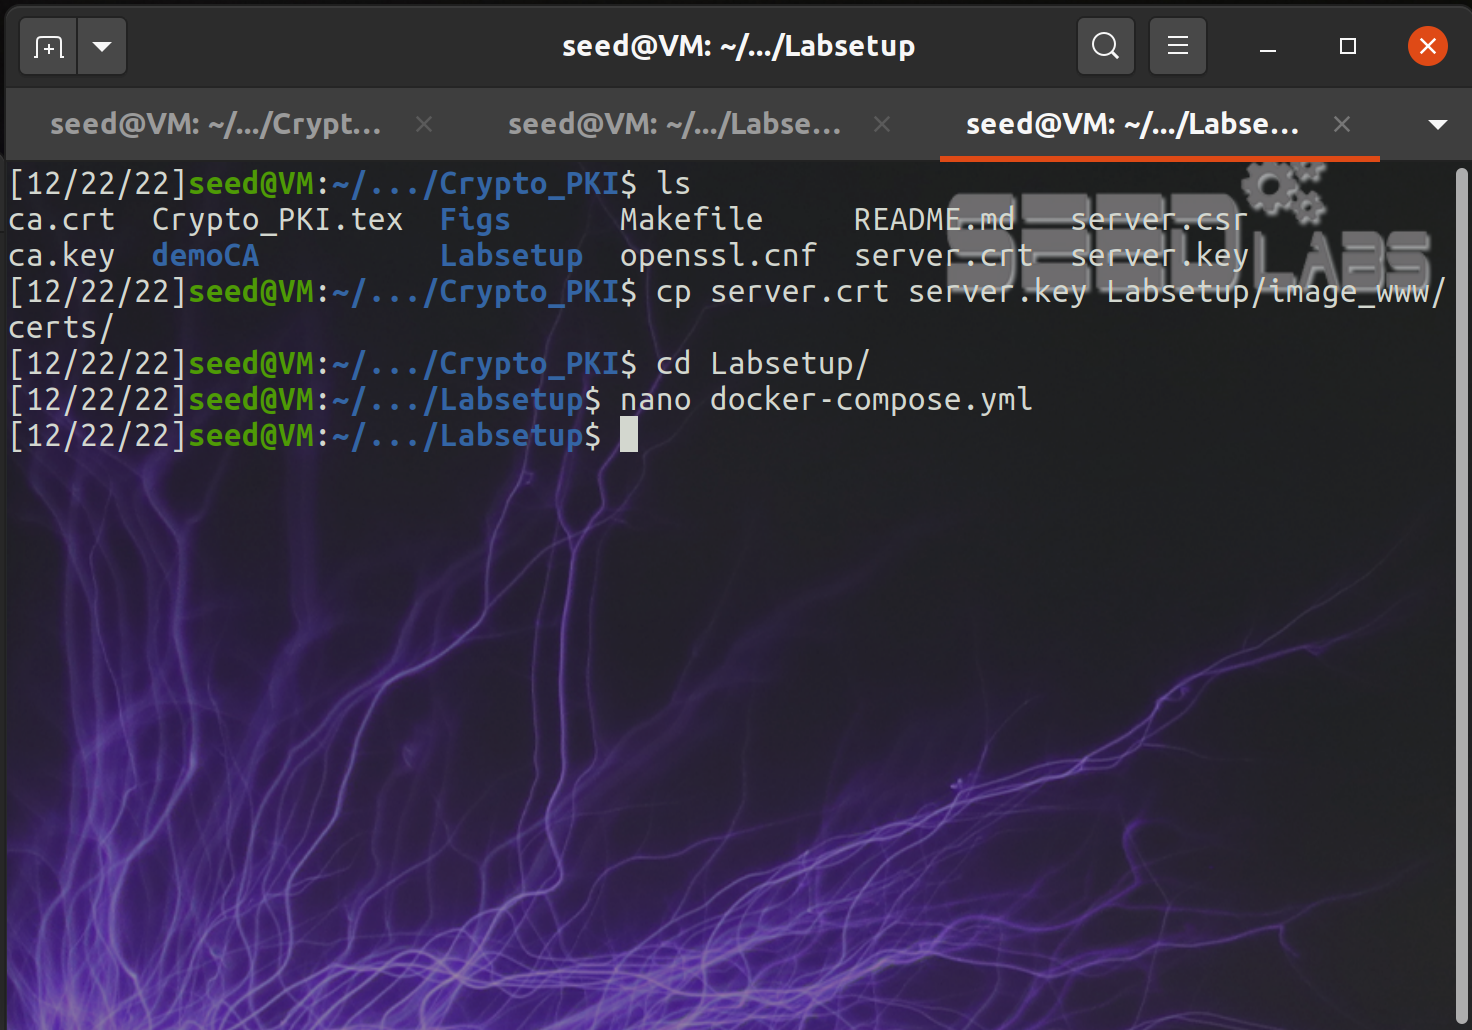 seed@VM: ~/.../Labsetup
seed@VM: ~/.../Crypt... seed@VM: ~/.../Labse... seed@VM: ~/.../Labse...
SEED LABS
[12/22/22]seed@VM:~/.../Crypto_PKI$ ls
ca.crt  Crypto_PKI.tex  Figs      Makefile     README.md   server.csr
ca.key  demoCA          Labsetup  openssl.cnf  server.crt  server.key
[12/22/22]seed@VM:~/.../Crypto_PKI$ cp server.crt server.key Labsetup/image_www/
certs/
[12/22/22]seed@VM:~/.../Crypto_PKI$ cd Labsetup/
[12/22/22]seed@VM:~/.../Labsetup$ nano docker-compose.yml
[12/22/22]seed@VM:~/.../Labsetup$